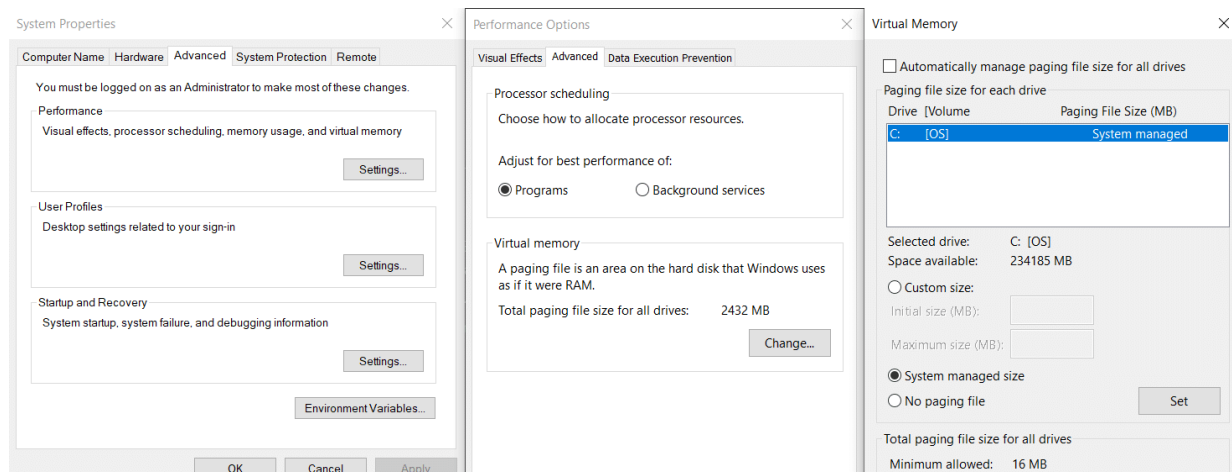 System Properties
Computer Name Hardware Advanced System Protection Remote
You must be logged on as an Administrator to make most of these changes.
Performance
Visual effects, processor scheduling, memory usage, and virtual memory
Settings...
User Profiles
Desktop settings related to your sign-in
Settings...
Startup and Recovery
System startup, system failure, and debugging information
Settings...
Environment Variables...
OK Cancel Apply
Performance Options
Visual Effects Advanced Data Execution Prevention
Processor scheduling
Choose how to allocate processor resources.
Adjust for best performance of:
Programs Background services
Virtual memory
A paging file is an area on the hard disk that Windows uses
as if it were RAM.
Total paging file size for all drives: 2432 MB
Change...
Virtual Memory
Automatically manage paging file size for all drives
Paging file size for each drive
Drive [Volume Paging File Size (MB)
C: [OS] System managed
Selected drive: C: [OS]
Space available: 234185 MB
Custom size:
Initial size (MB):
Maximum size (MB):
System managed size
No paging file Set
Total paging file size for all drives
Minimum allowed: 16 MB